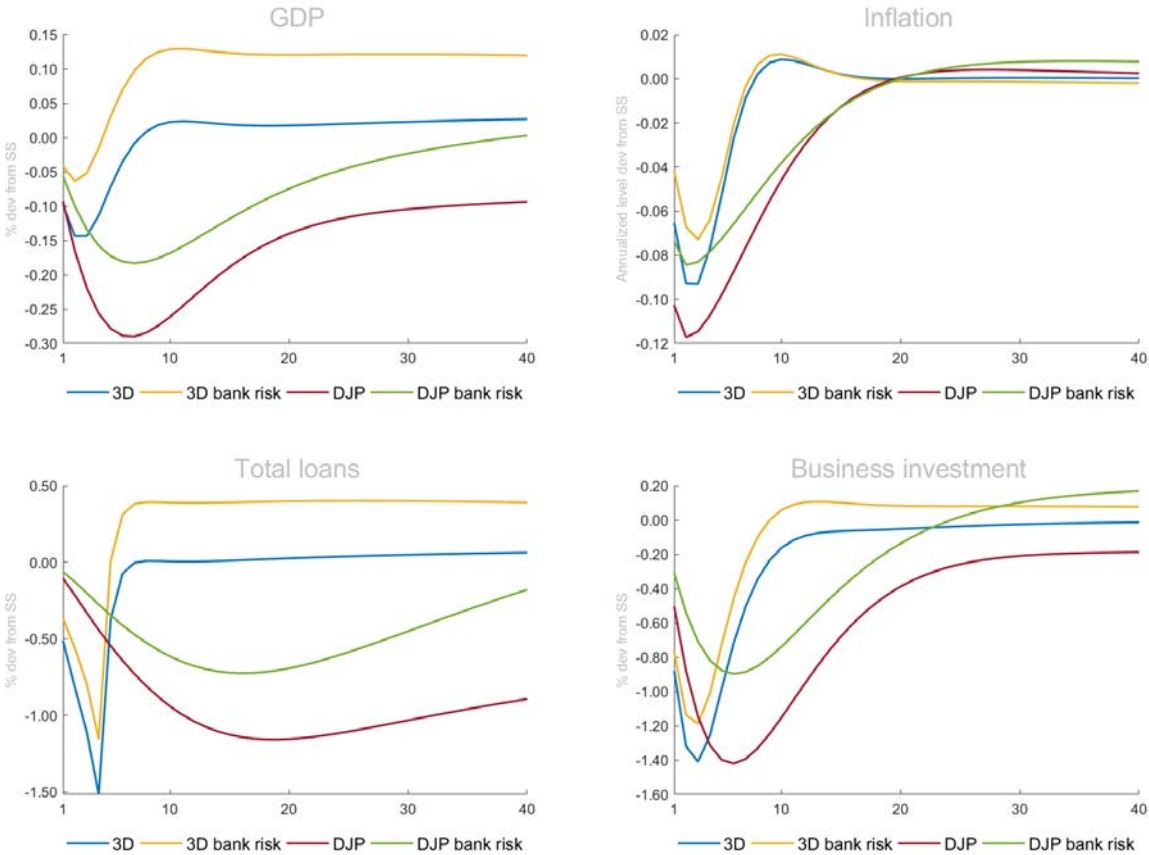 GDP
% dev from SS
0.15
0.10
0.05
0.00
-0.05
-0.10
-0.15
-0.20
-0.25
-0.30
1 10 20 30 40
3D 3D bank risk DJP DJP bank risk
Inflation
Annualized level dev from SS
0.02
0.00
-0.02
-0.04
-0.06
-0.08
-0.10
-0.12
1 10 20 30 40
3D 3D bank risk DJP DJP bank risk
Total loans
% dev from SS
0.50
0.00
-0.50
-1.00
-1.50
1 10 20 30 40
3D 3D bank risk DJP DJP bank risk
Business investment
% dev from SS
0.20
0.00
-0.20
-0.40
-0.60
-0.80
-1.00
-1.20
-1.40
-1.60
1 10 20 30 40
3D 3D bank risk DJP DJP bank risk